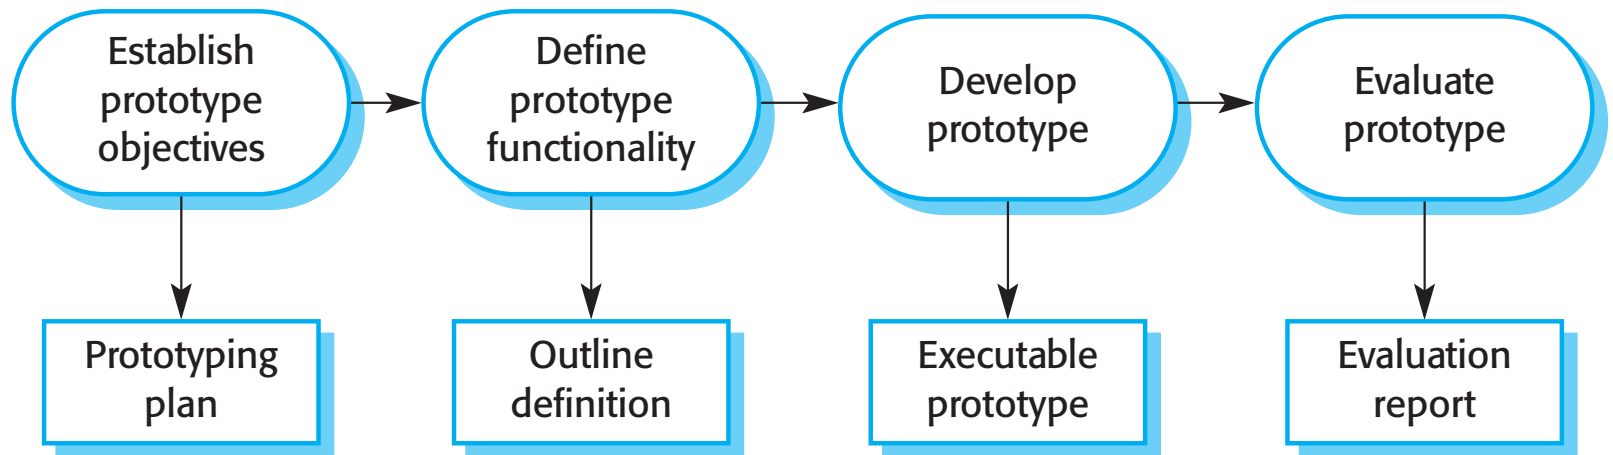 Establish
prototype
objectives
Define
prototype
functionality
Develop
prototype
Evaluate
prototype
Prototyping
plan
Outline
definition
Executable
prototype
Evaluation
report